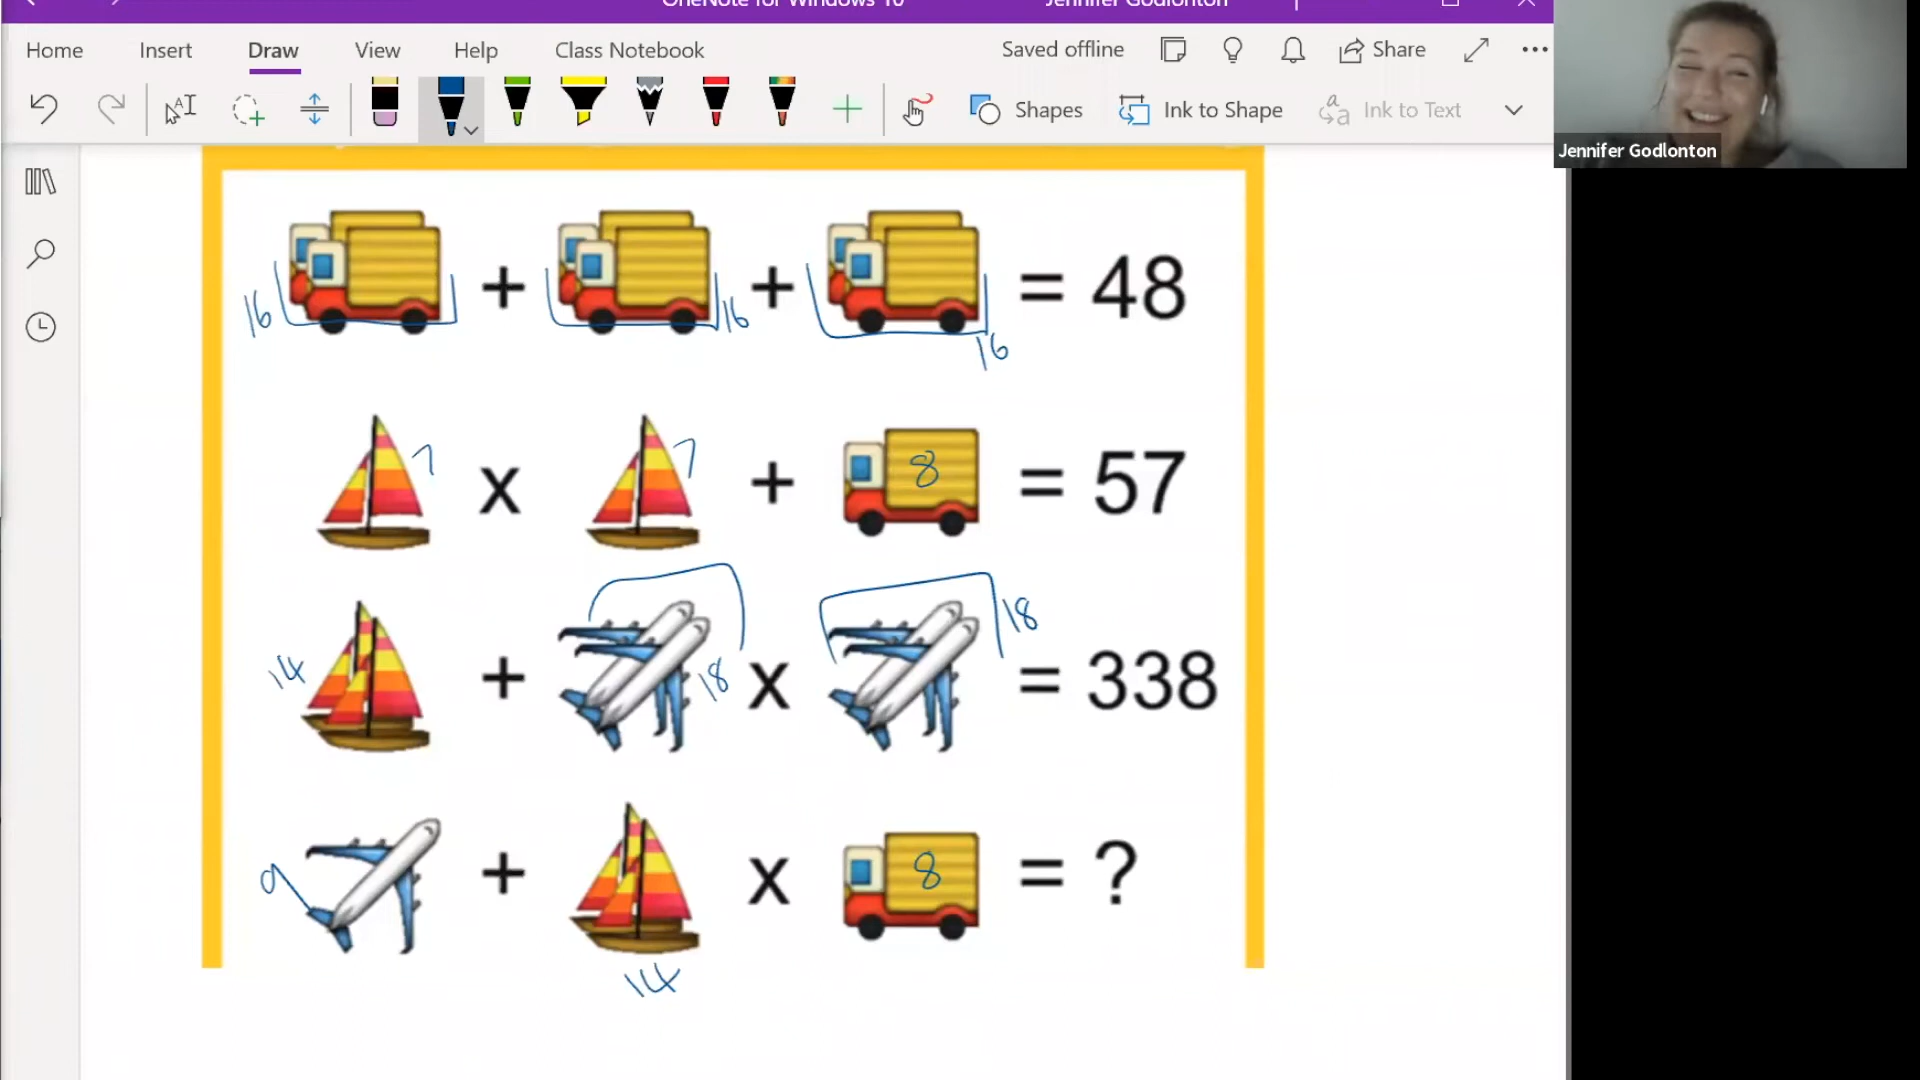 OneNote for Windows 10 Jennifer Godlonton
Home Insert Draw View Help Class Notebook Saved offline Share
Shapes Ink to Shape Ink to Text
Jennifer Godlonton
16 + 16 + 16 = 48
7 x 7 + 8 = 57
14 + 18 x 18 = 338
9 + 14 x 8 = ?